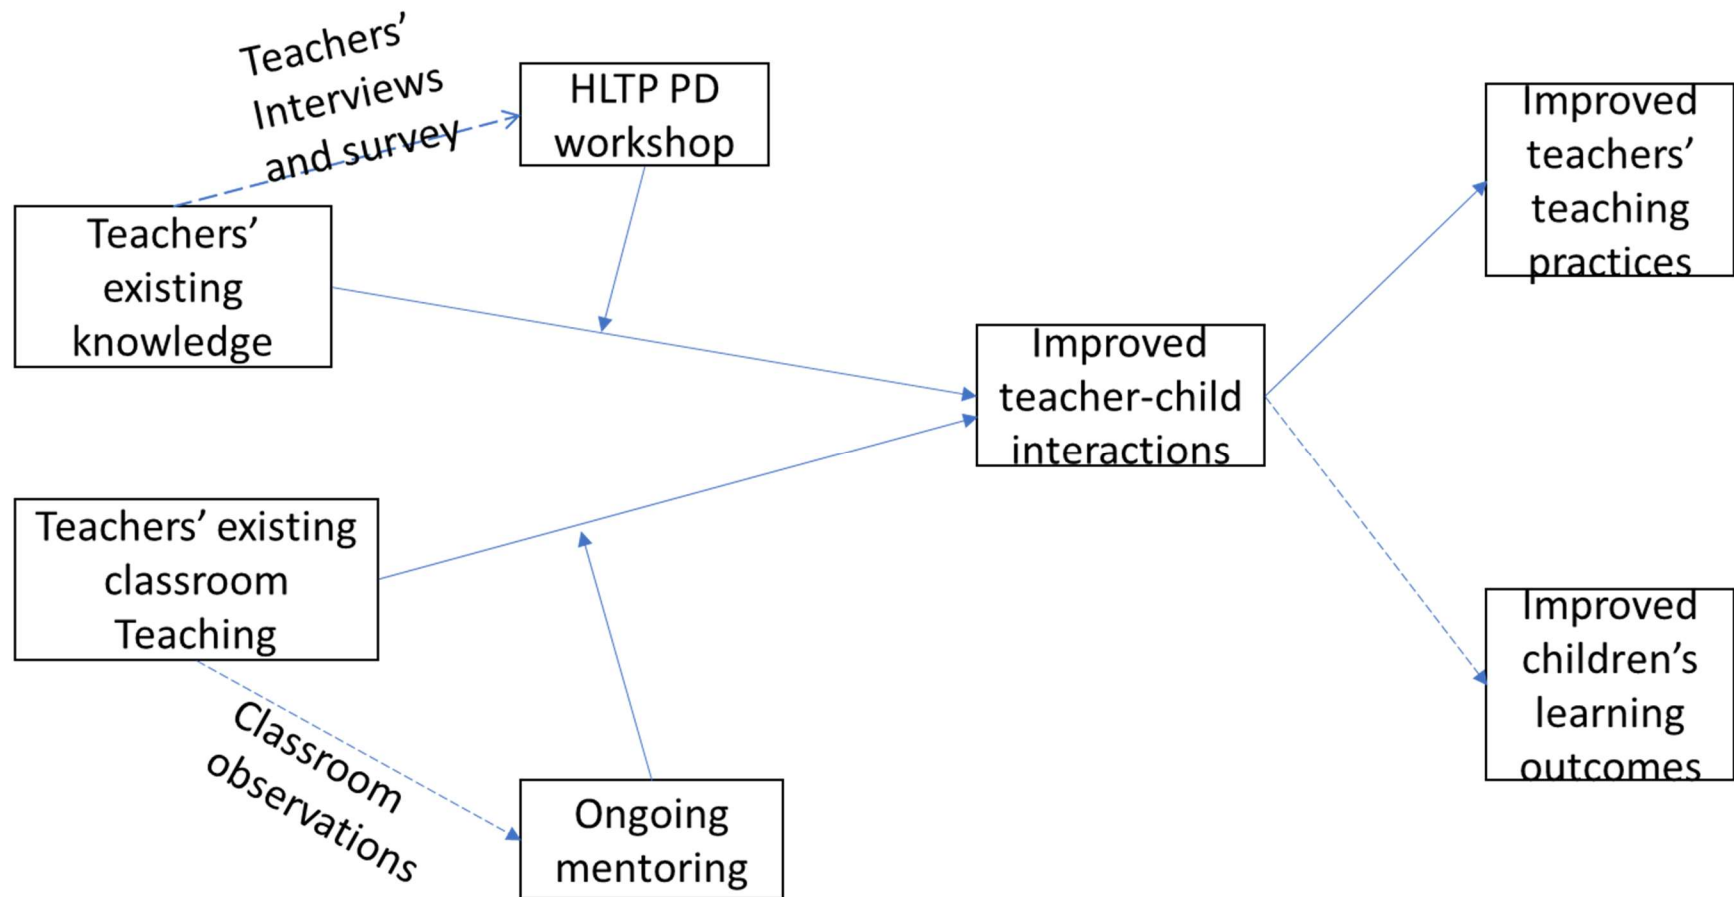 Teachers’
Interviews
and survey
HLTP PD
workshop
Teachers’
existing
knowledge
Improved
teachers’
teaching
practices
Improved
teacher-child
interactions
Teachers’ existing
classroom
Teaching
Classroom
observations
Ongoing
mentoring
Improved
children’s
learning
outcomes